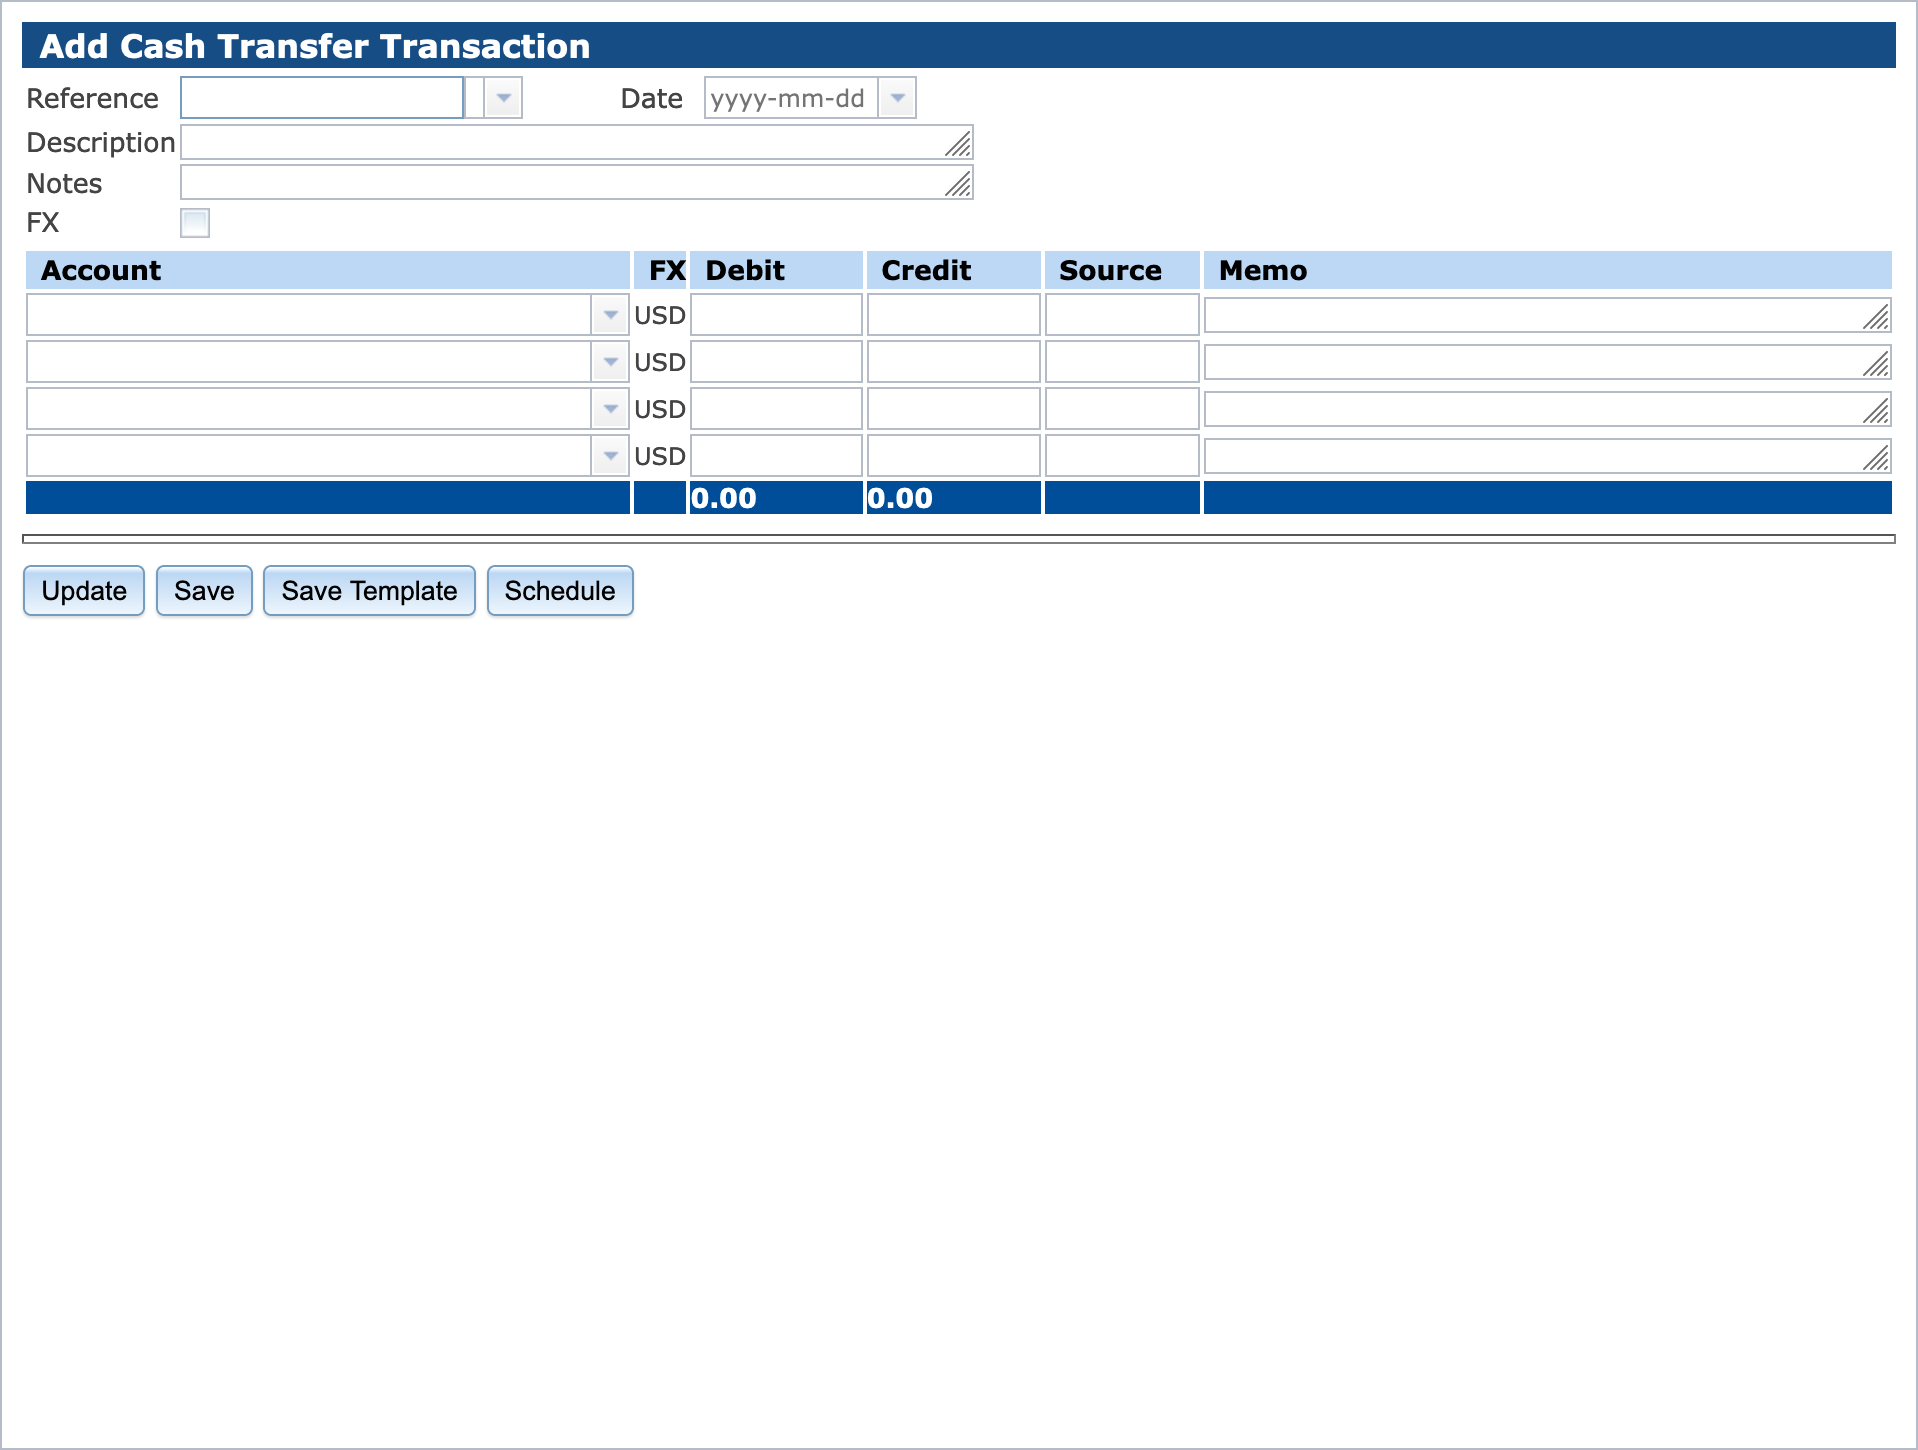 Add Cash Transfer Transaction
Reference Date yyyy-mm-dd
Description
Notes
FX
Account FX Debit Credit Source Memo
USD
USD
USD
USD
0.00 0.00
Update Save Save Template Schedule